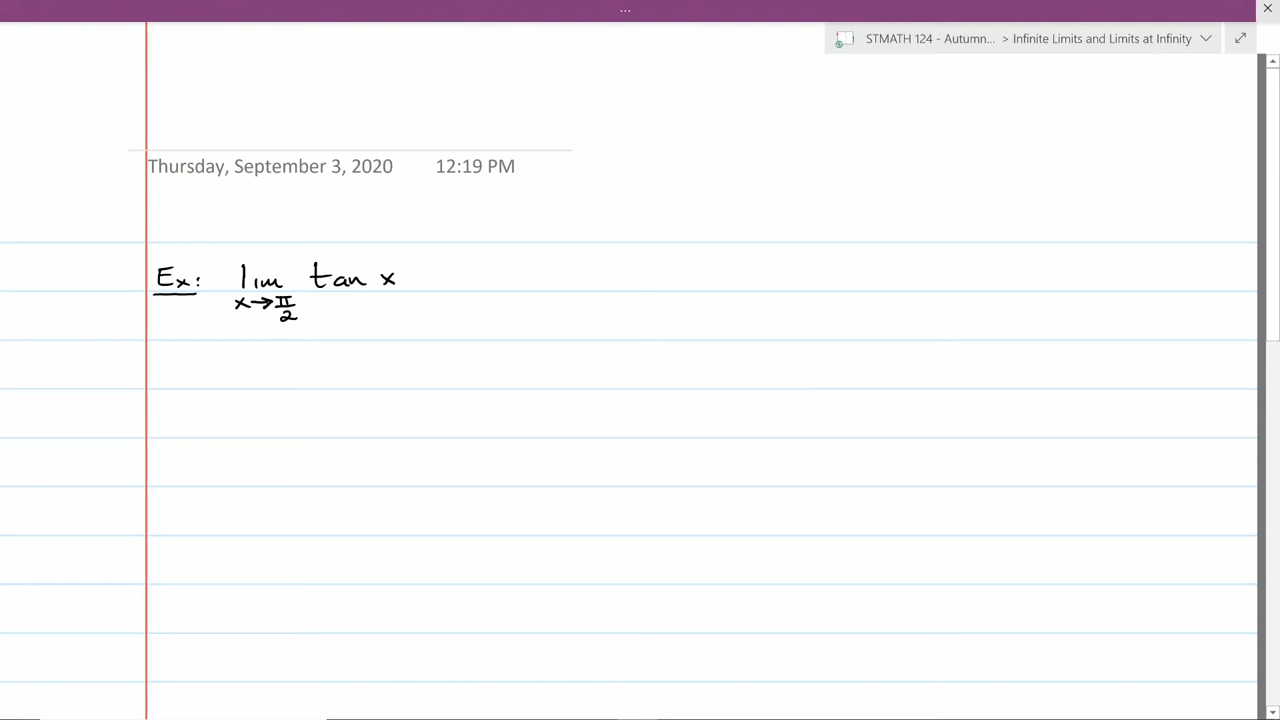 ...
STMATH 124 - Autumn... > Infinite Limits and Limits at Infinity
Thursday, September 3, 2020 12:19 PM
Ex: lim tan x
x→π/2